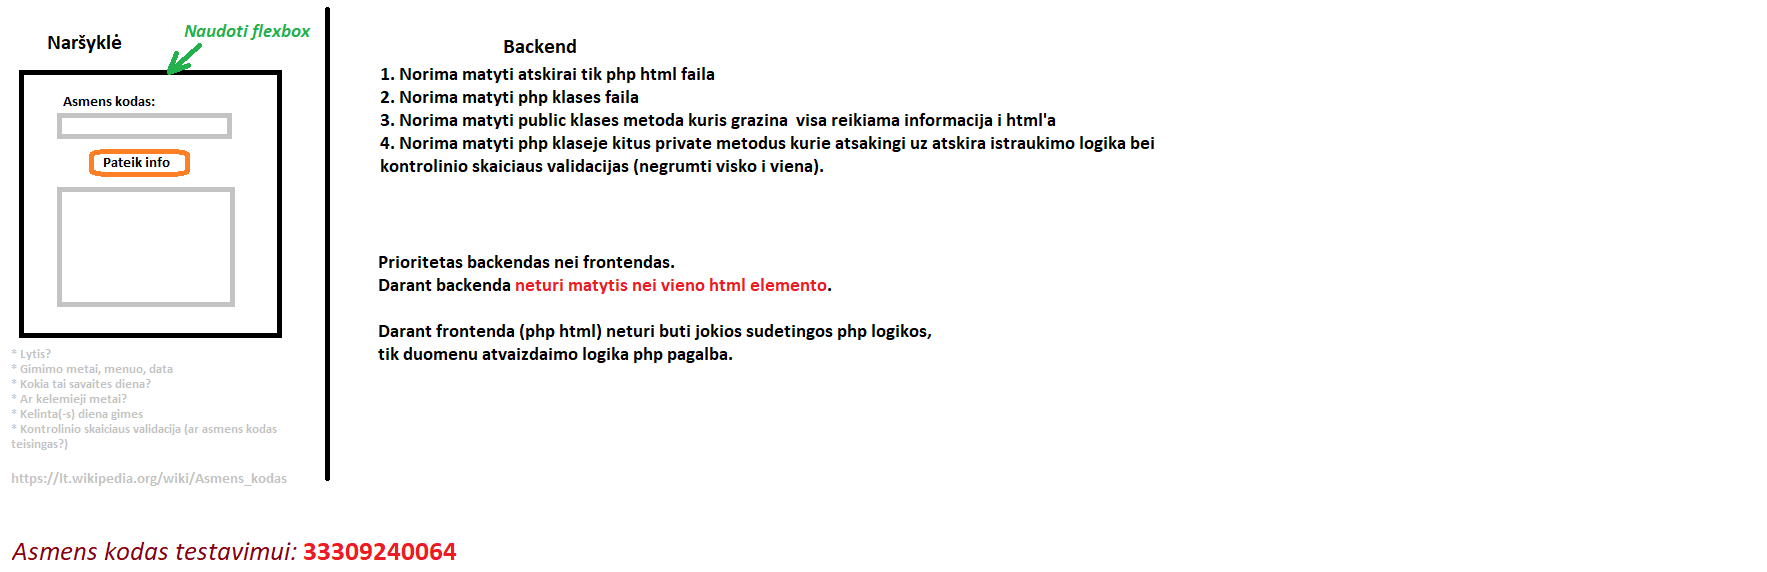 Naršyklė
Naudoti flexbox
Asmens kodas:
Pateik info
* Lytis?
* Gimimo metai, menuo, data
* Kokia tai savaites diena?
* Ar kelemieji metai?
* Kelinta(-s) diena gimes
* Kontrolinio skaiciaus validacija (ar asmens kodas
teisingas?)
https://lt.wikipedia.org/wiki/Asmens_kodas
Backend
1. Norima matyti atskirai tik php html faila
2. Norima matyti php klases faila
3. Norima matyti public klases metoda kuris grazina  visa reikiama informacija i html'a
4. Norima matyti php klaseje kitus private metodus kurie atsakingi uz atskira istraukimo logika bei
kontrolinio skaiciaus validacijas (negrumti visko i viena).
Prioritetas backendas nei frontendas.
Darant backenda neturi matytis nei vieno html elemento.
Darant frontenda (php html) neturi buti jokios sudetingos php logikos,
tik duomenu atvaizdaimo logika php pagalba.
Asmens kodas testavimui: 33309240064